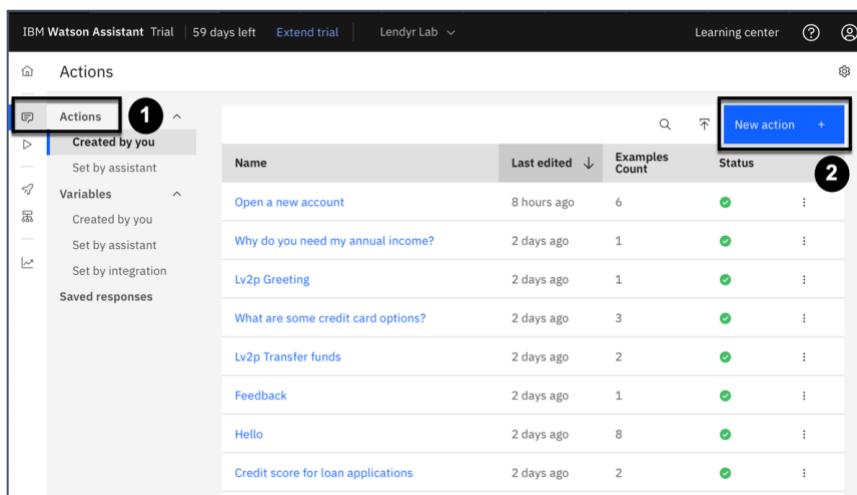 IBM Watson Assistant Trial 59 days left Extend trial Lendyr Lab Learning center
Actions
Actions 1
Created by you
Set by assistant
Variables
Created by you
Set by assistant
Set by integration
Saved responses
New action +
2
Name Last edited Examples Count Status
Open a new account 8 hours ago 6
Why do you need my annual income? 2 days ago 1
Lv2p Greeting 2 days ago 1
What are some credit card options? 2 days ago 3
Lv2p Transfer funds 2 days ago 2
Feedback 2 days ago 1
Hello 2 days ago 8
Credit score for loan applications 2 days ago 2